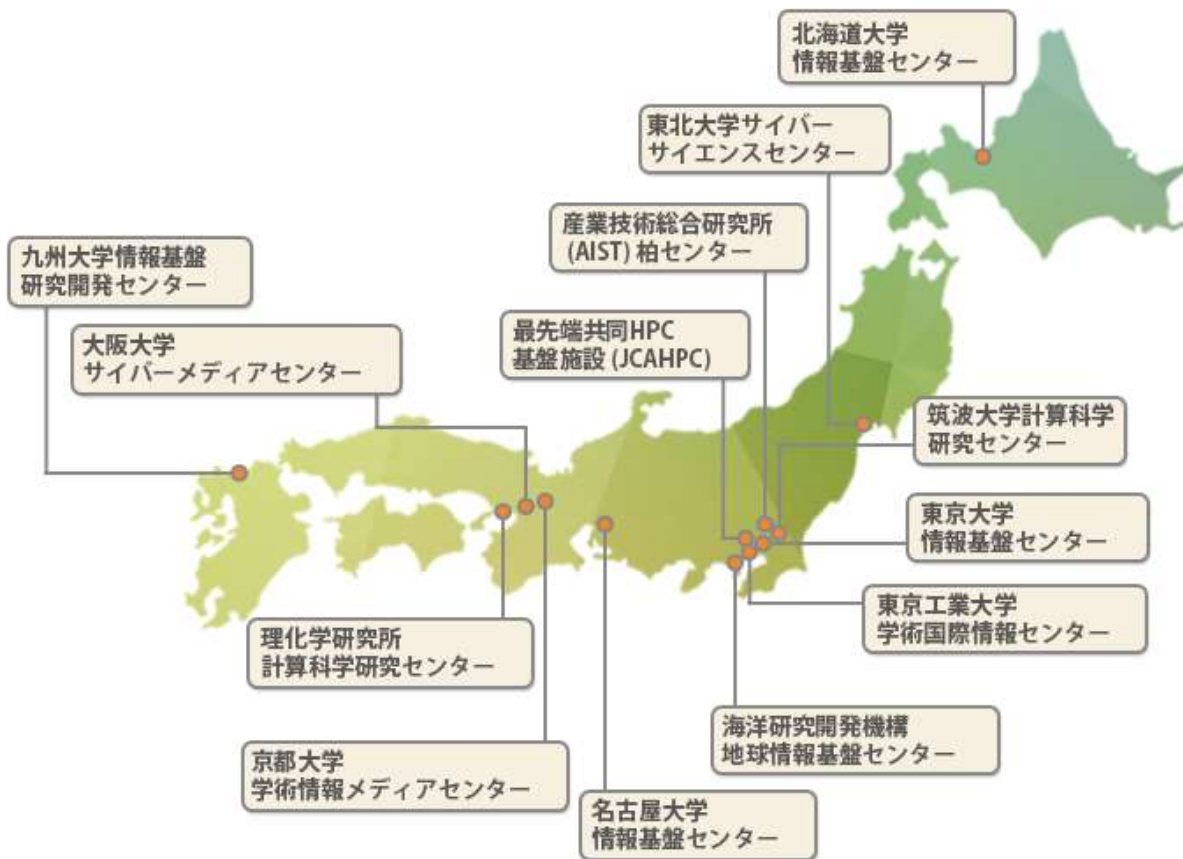 北海道大学
情報基盤センター
東北大学サイバー
サイエンスセンター
産業技術総合研究所
(AIST) 柏センター
九州大学情報基盤
研究開発センター
最先端共同HPC
基盤施設 (JCAHPC)
大阪大学
サイバーメディアセンター
筑波大学計算科学
研究センター
東京大学
情報基盤センター
東京工業大学
学術国際情報センター
理化学研究所
計算科学研究センター
海洋研究開発機構
地球情報基盤センター
京都大学
学術情報メディアセンター
名古屋大学
情報基盤センター